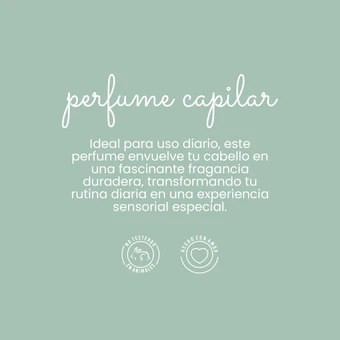 perfume capilar
Ideal para uso diario, este
perfume envuelve tu cabello en
una fascinante fragancia
duradera, transformando tu
rutina diaria en una experiencia
sensorial especial.
NO TESTEADO
EN ANIMALES
HECHO CON AMOR